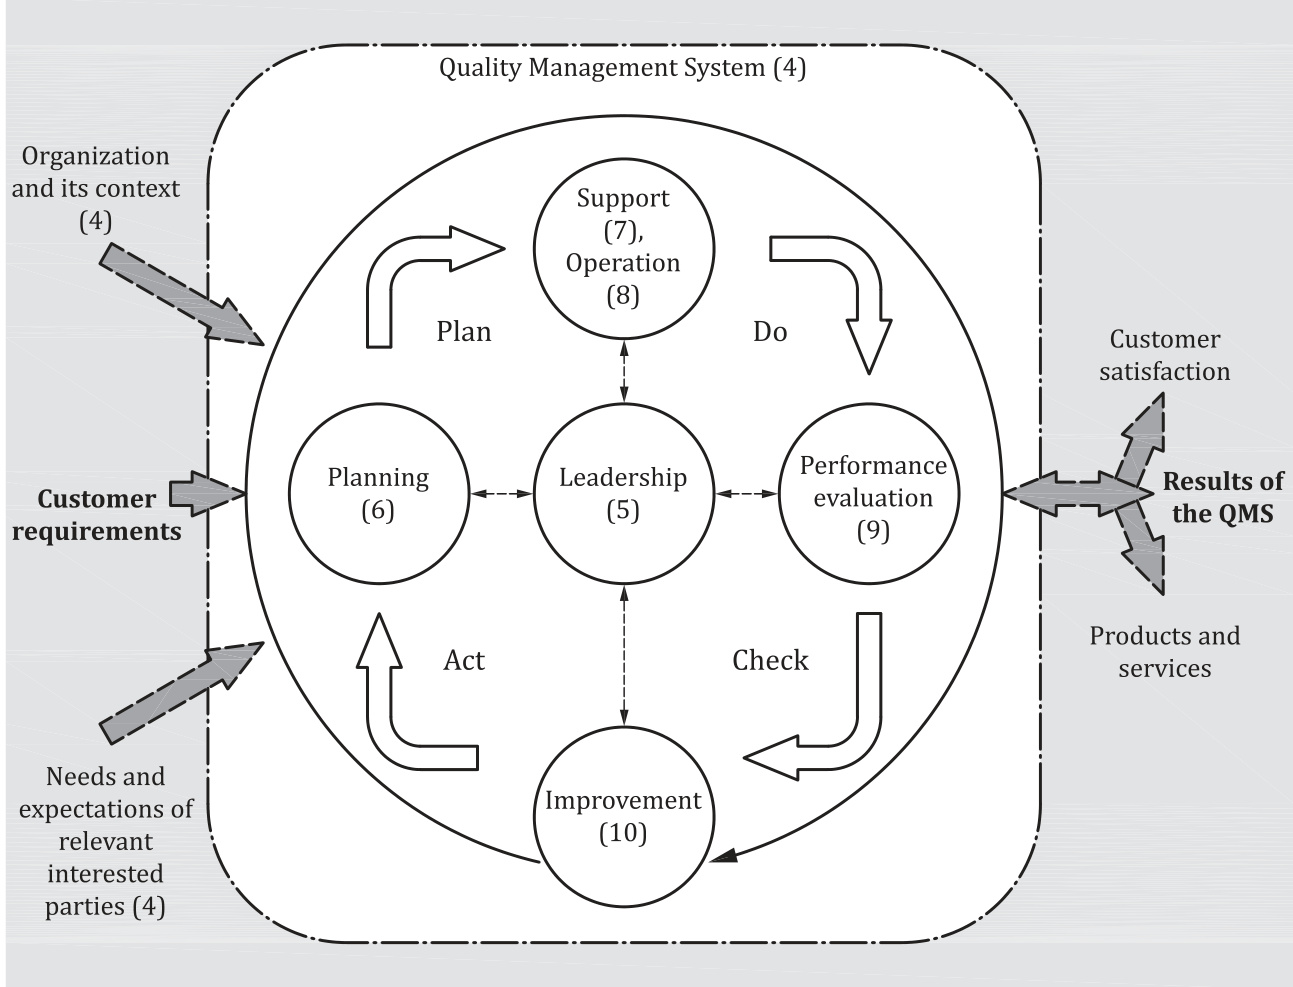 Quality Management System (4)
Organization
and its context
(4)
Support
(7),
Operation
(8)
Plan
Do
Customer
satisfaction
Planning
(6)
Leadership
(5)
Performance
evaluation
(9)
Customer
requirements
Results of
the QMS
Act
Check
Products and
services
Needs and
expectations of
relevant
interested
parties (4)
Improvement
(10)